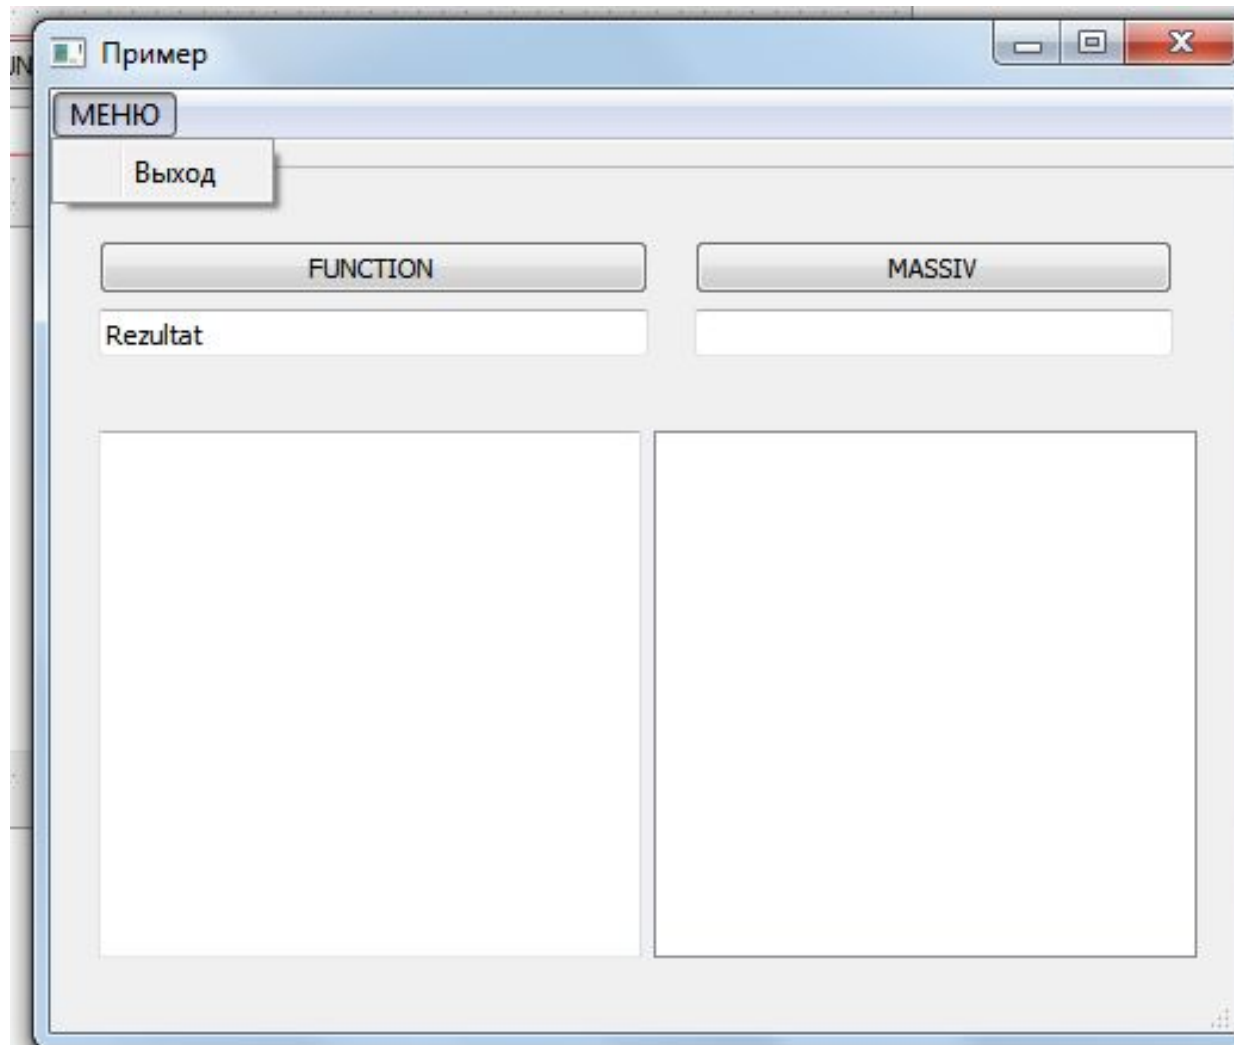 Пример
МЕНЮ
Выход
FUNCTION
MASSIV
Rezultat